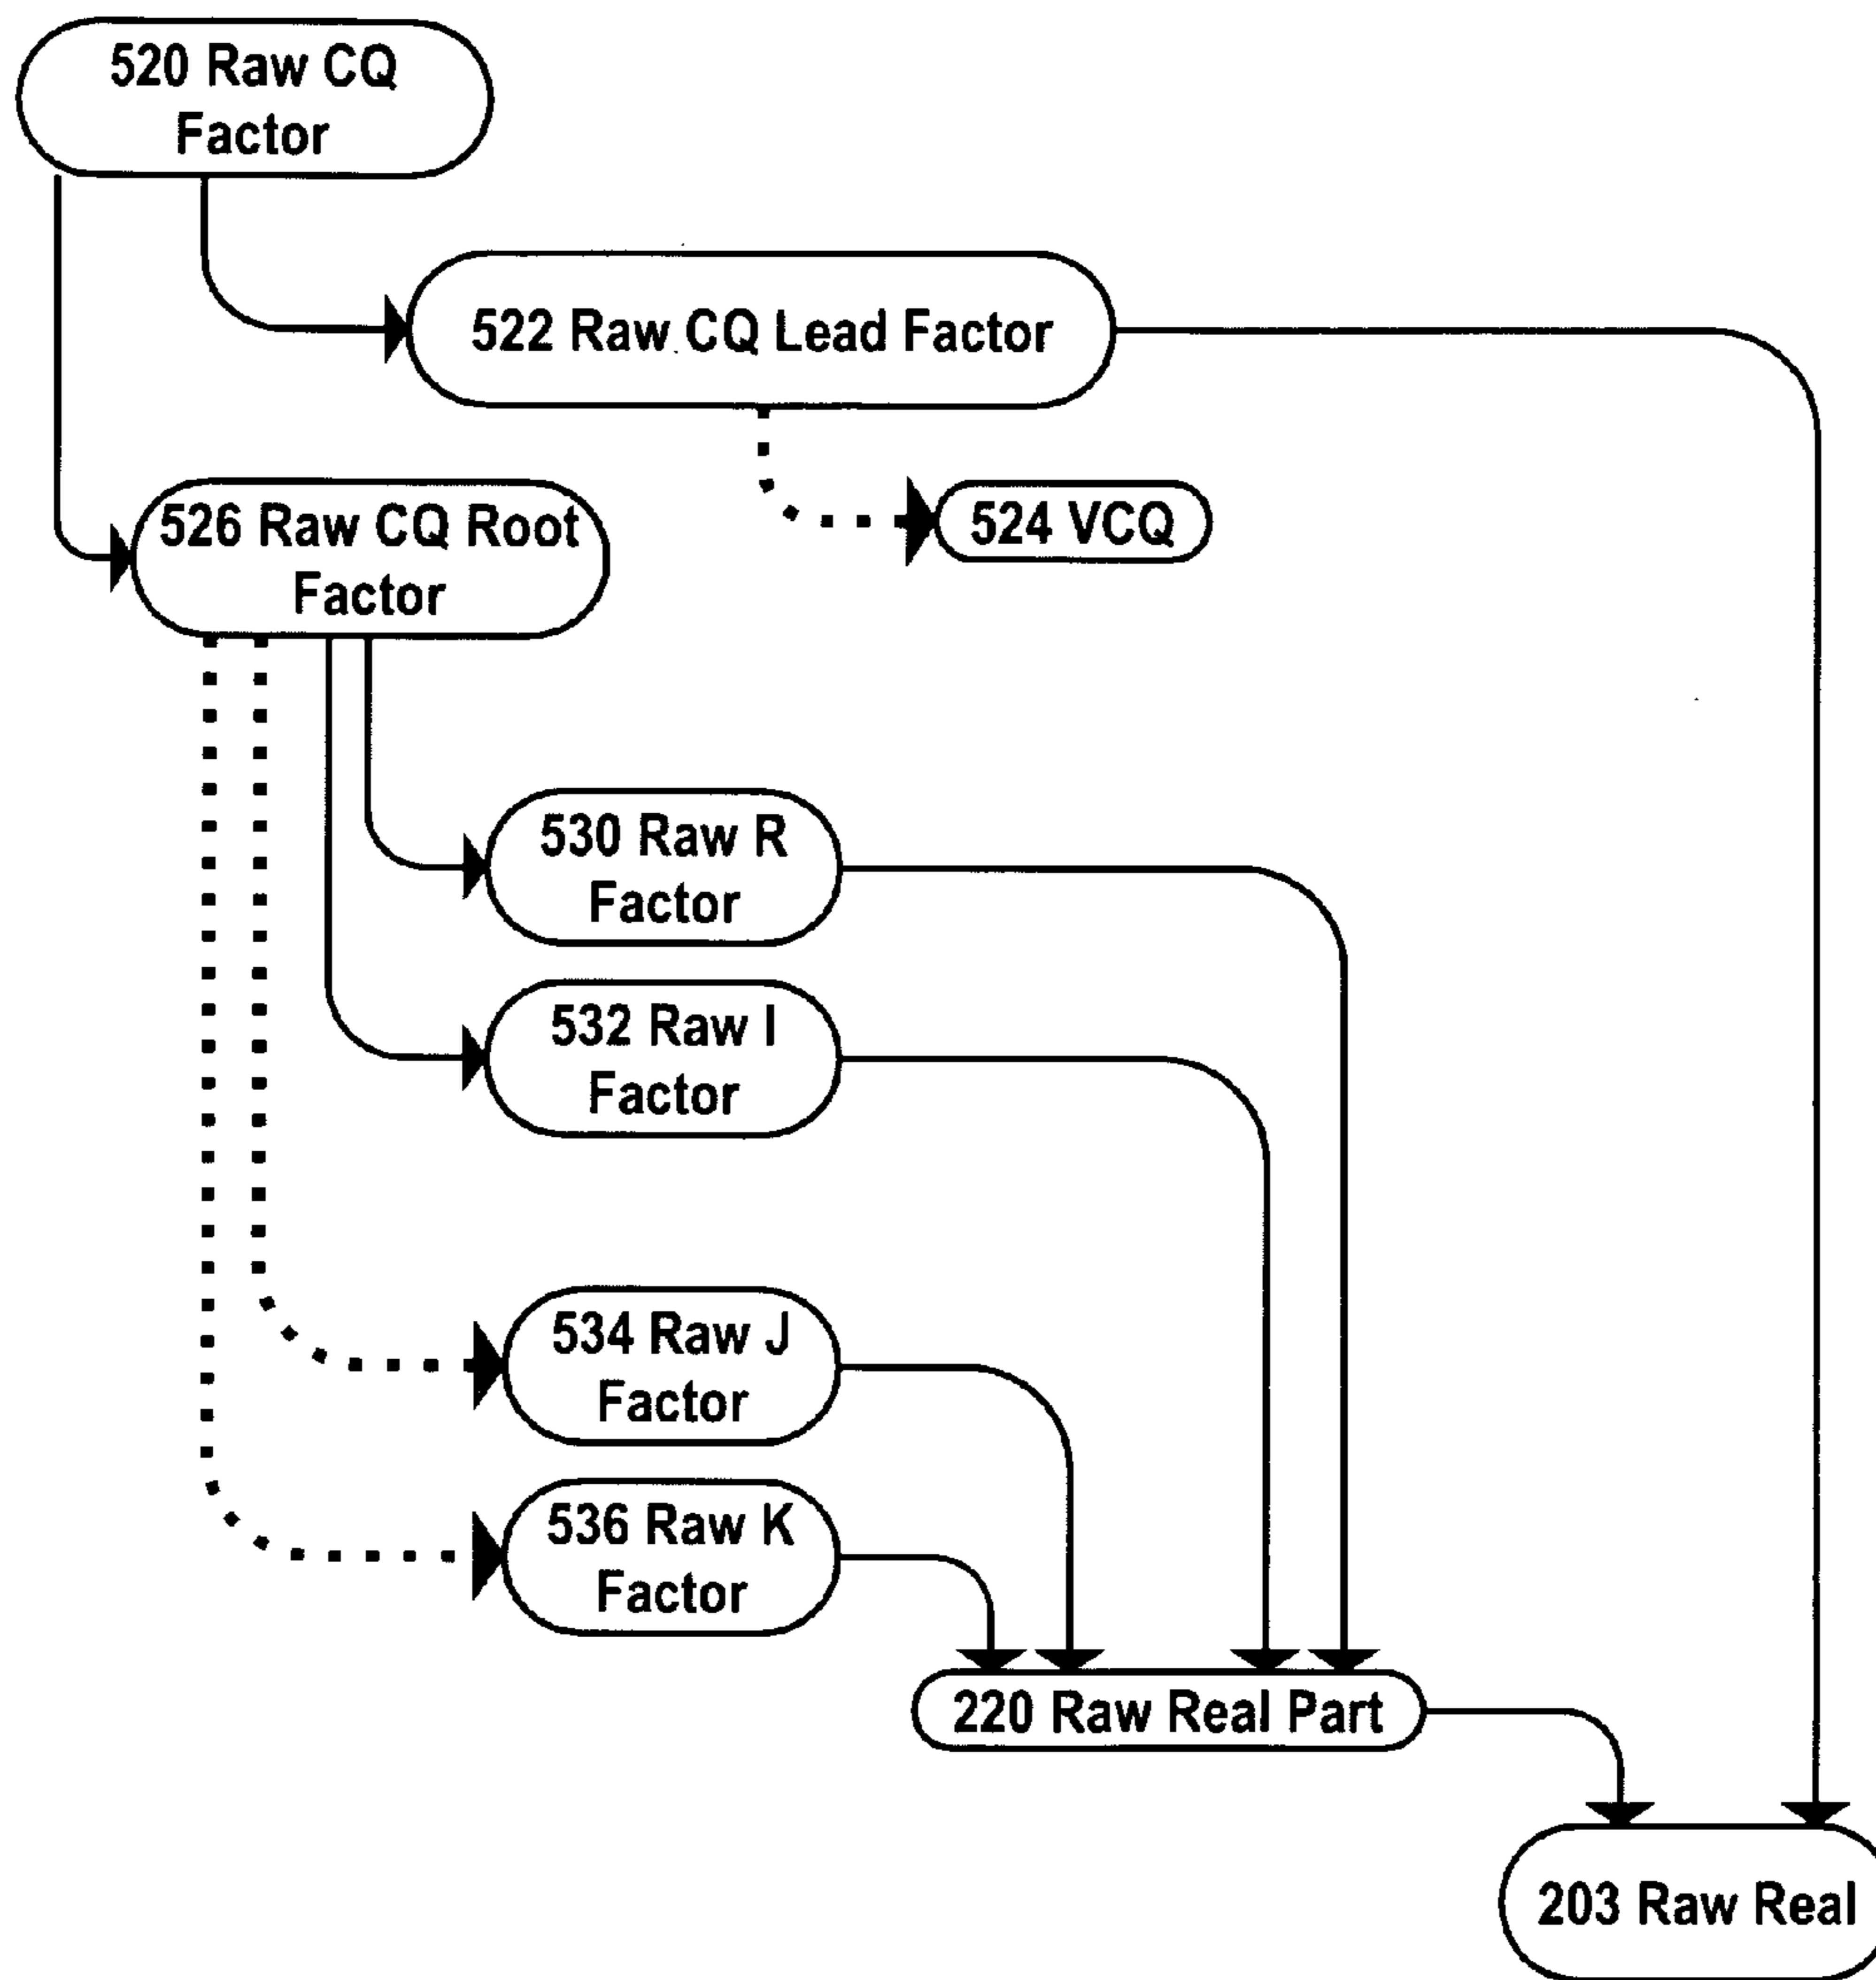 520 Raw CQ
Factor
522 Raw CQ Lead Factor
524 VCQ
526 Raw CQ Root
Factor
530 Raw R
Factor
532 Raw I
Factor
534 Raw J
Factor
536 Raw K
Factor
220 Raw Real Part
203 Raw Real